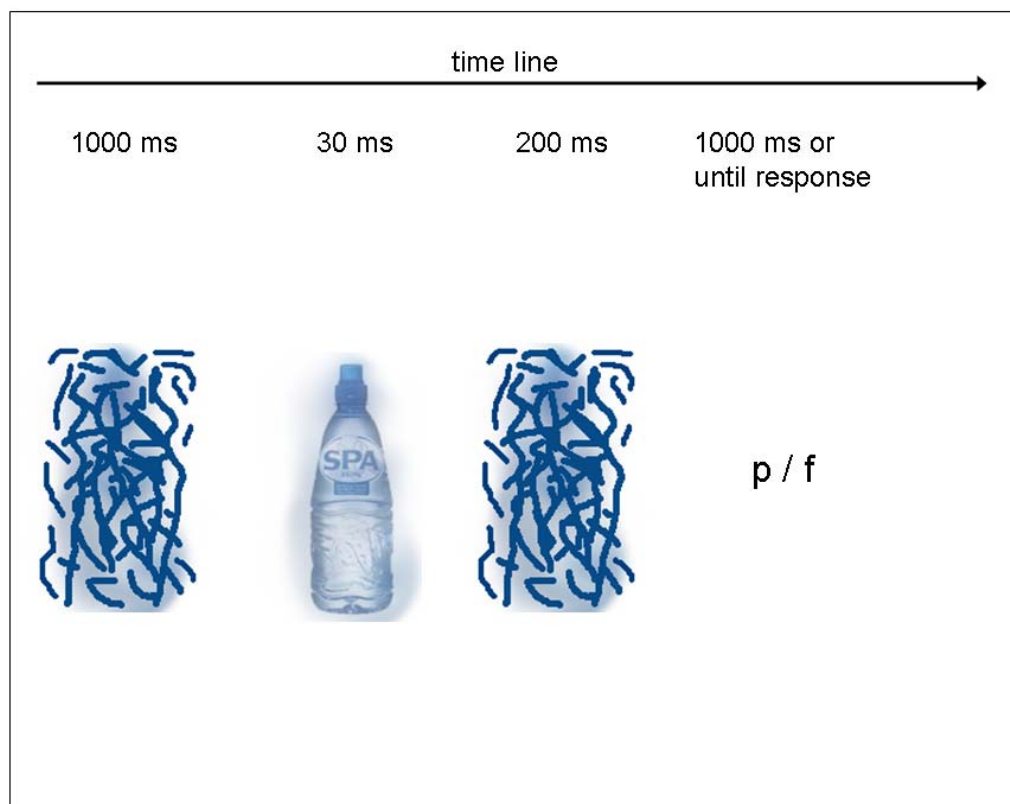 time line
1000 ms
30 ms
200 ms
1000 ms or
until response
SPA
p / f